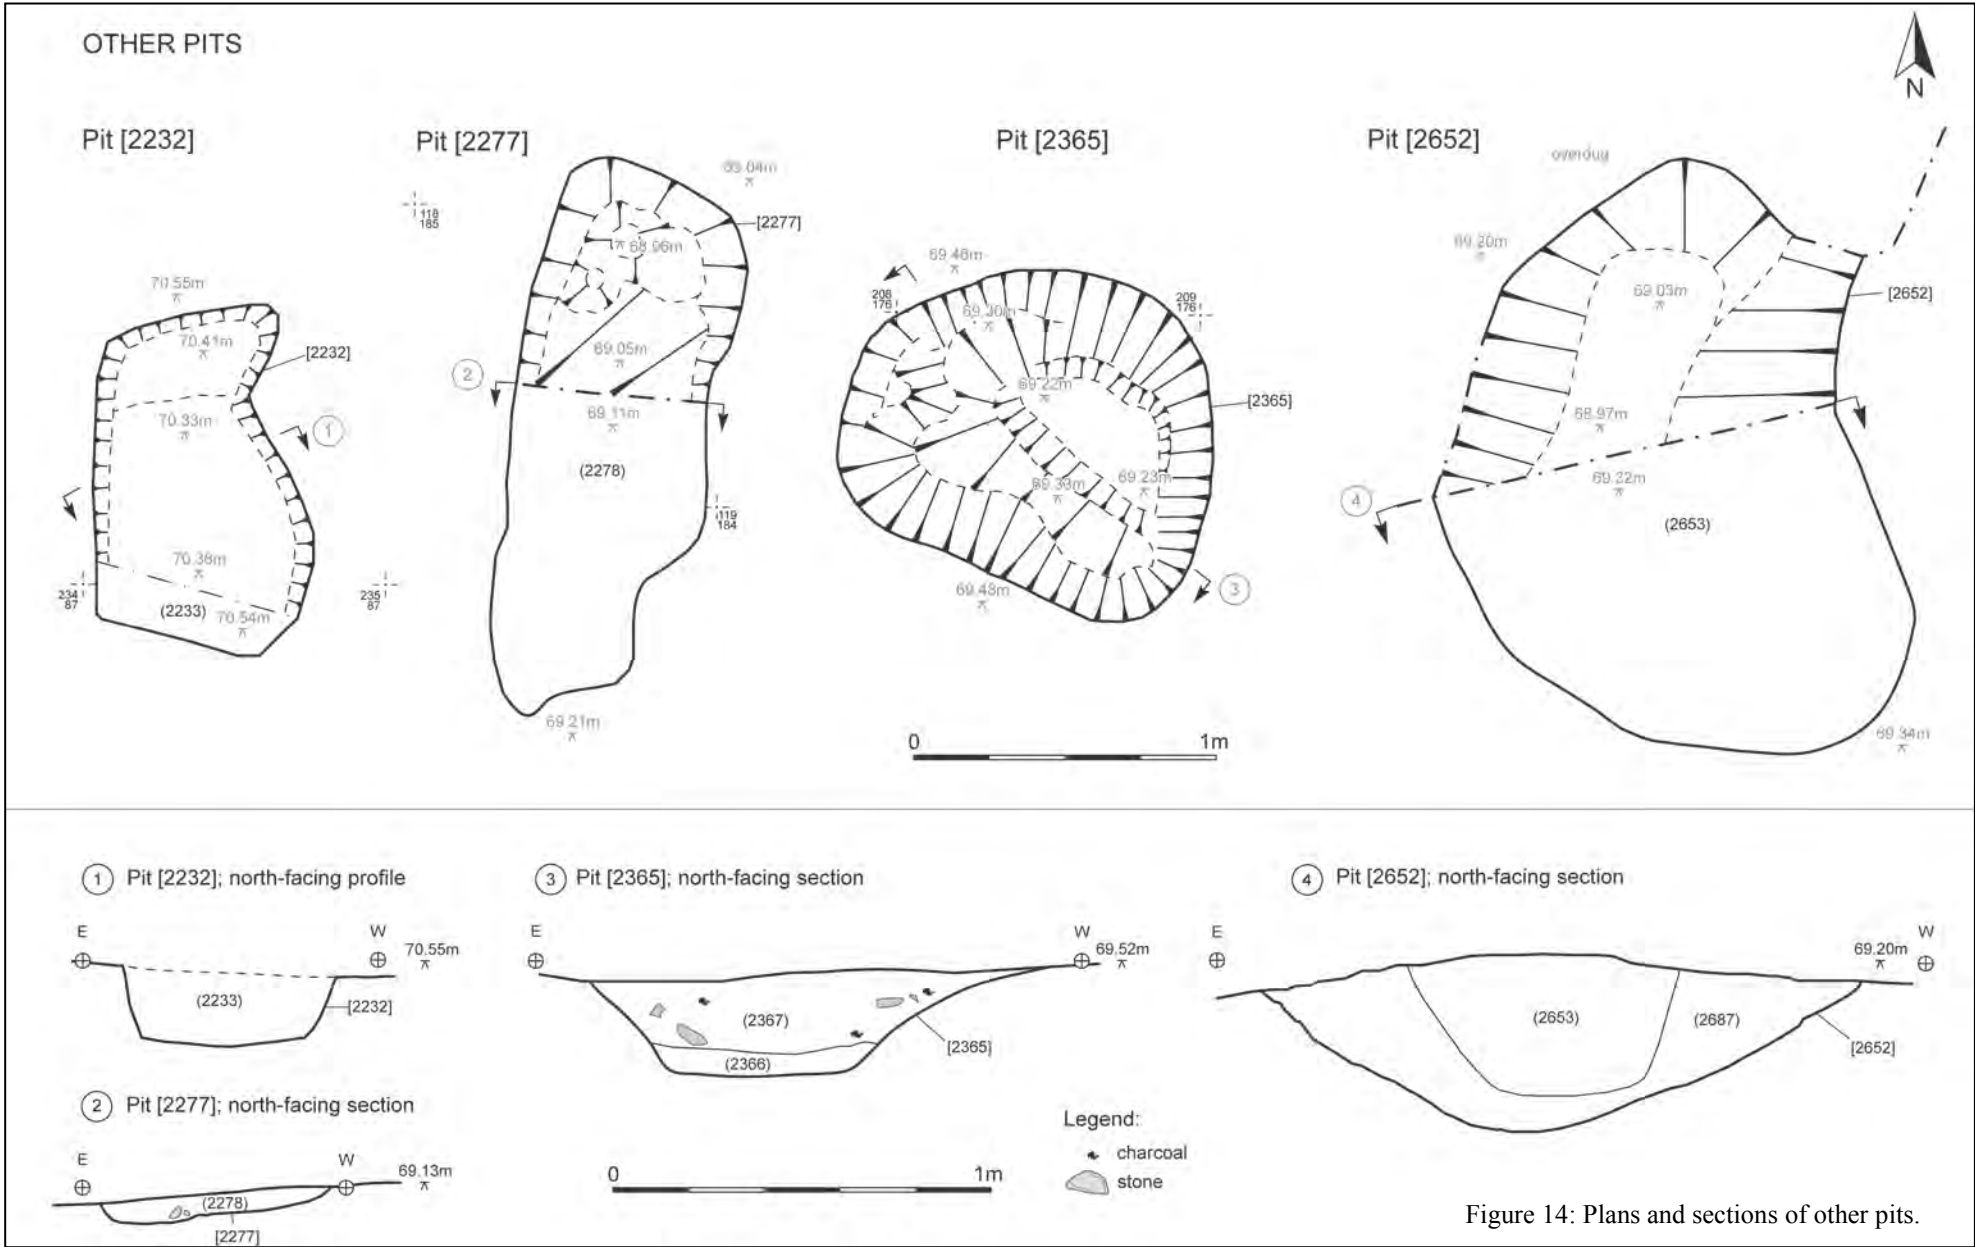 OTHER PITS
N
Pit [2232]
Pit [2277]
Pit [2365]
Pit [2652]
70.55m
70.41m
[2232]
70.33m
1
70.36m
234
87
235
87
(2233)
70.54m
118
185
69.04m
[2277]
68.96m
69.05m
2
69.11m
(2278)
119
184
69.21m
69.46m
208
176
209
176
69.30m
69.22m
[2365]
69.33m
69.23m
69.43m
3
overdug
69.20m
69.03m
[2652]
68.97m
69.22m
4
(2653)
69.34m
0 1m
1 Pit [2232]; north-facing profile
E W
70.55m
(2233)
[2232]
2 Pit [2277]; north-facing section
E W
69.13m
(2278)
[2277]
3 Pit [2365]; north-facing section
E W
69.52m
(2367)
(2366)
[2365]
0 1m
Legend:
charcoal
stone
4 Pit [2652]; north-facing section
E W
69.20m
(2653)
(2687)
[2652]
Figure 14: Plans and sections of other pits.